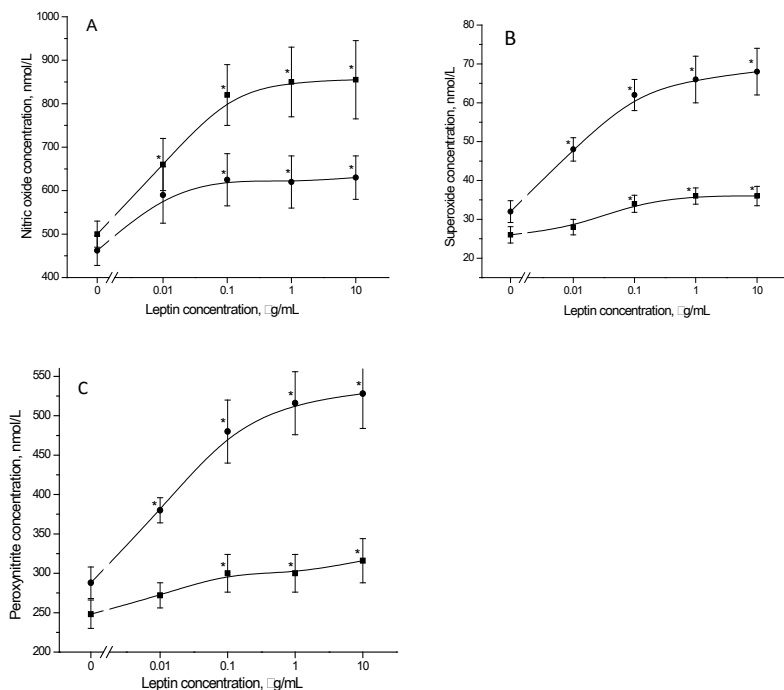 A
1000
900
800
700
600
500
400
Nitric oxide concentration, nmol/L
0 0.01 0.1 1 10
Leptin concentration, □g/mL
* * * *
* * *
B
80
70
60
50
40
30
20
Superoxide concentration, nmol/L
0 0.01 0.1 1 10
Leptin concentration, □g/mL
* * * *
* * *
C
550
500
450
400
350
300
250
200
Peroxynitrite concentration, nmol/L
0 0.01 0.1 1 10
Leptin concentration, □g/mL
* * * *
* * *